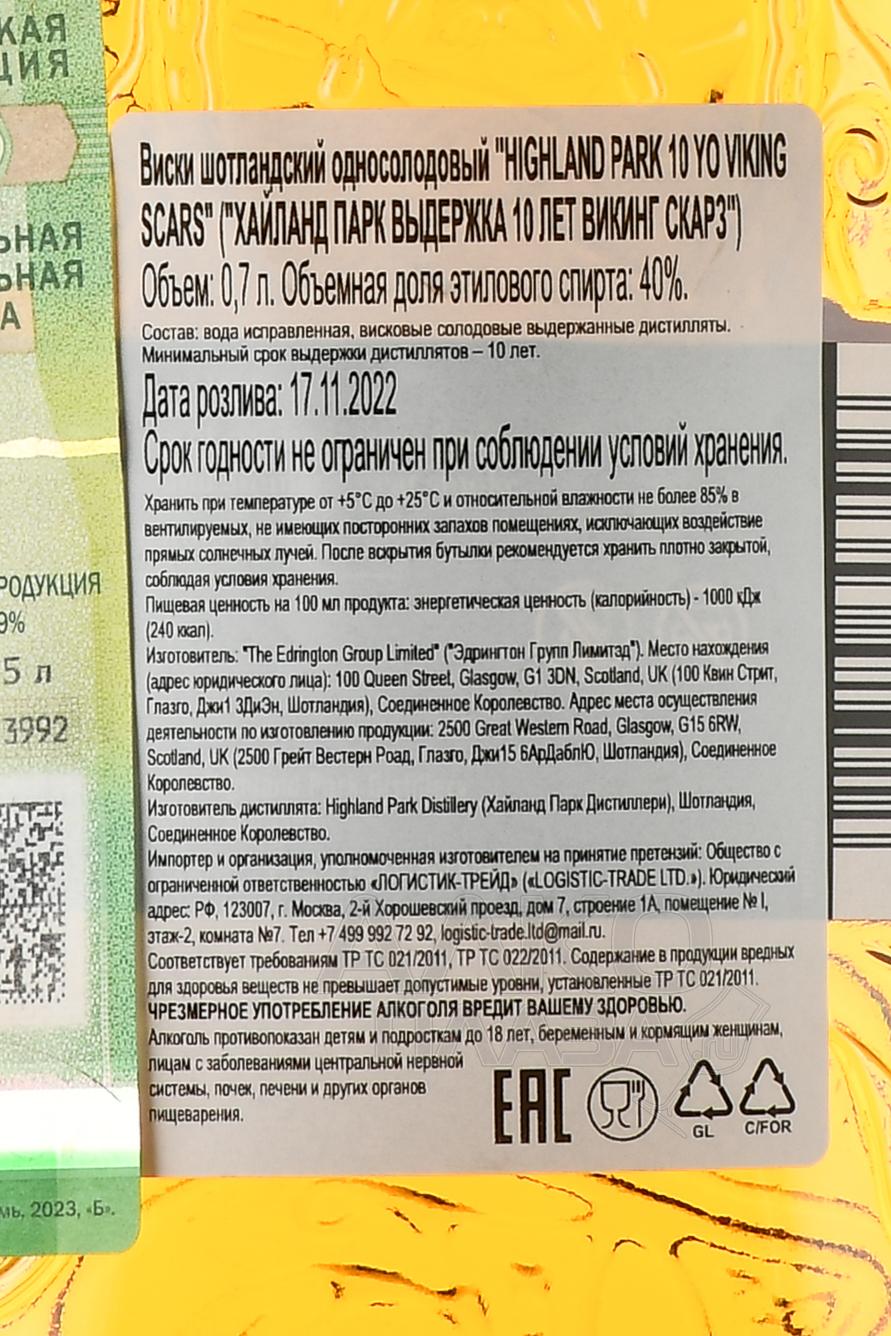 КАЯ
ЦИЯ
ЬНАЯ
ЬНАЯ
А
РОДУКЦИЯ
9%
5 л
3992
мь, 2023, «Б».
Виски шотландский односолодовый "HIGHLAND PARK 10 YO VIKING
SCARS" ("ХАЙЛАНД ПАРК ВЫДЕРЖКА 10 ЛЕТ ВИКИНГ СКАРЗ")
Объем: 0,7 л. Объемная доля этилового спирта: 40%.
Состав: вода исправленная, висковые солодовые выдержанные дистилляты.
Минимальный срок выдержки дистиллятов – 10 лет.
Дата розлива: 17.11.2022
Срок годности не ограничен при соблюдении условий хранения.
Хранить при температуре от +5°С до +25°С и относительной влажности не более 85% в
вентилируемых, не имеющих посторонних запахов помещениях, исключающих воздействие
прямых солнечных лучей. После вскрытия бутылки рекомендуется хранить плотно закрытой,
соблюдая условия хранения.
Пищевая ценность на 100 мл продукта: энергетическая ценность (калорийность) - 1000 кДж
(240 ккал).
Изготовитель: "The Edrington Group Limited" ("Эдрингтон Групп Лимитэд"). Место нахождения
(адрес юридического лица): 100 Queen Street, Glasgow, G1 3DN, Scotland, UK (100 Квин Стрит,
Глазго, Джи1 3ДиЭн, Шотландия), Соединенное Королевство. Адрес места осуществления
деятельности по изготовлению продукции: 2500 Great Western Road, Glasgow, G15 6RW,
Scotland, UK (2500 Грейт Вестерн Роад, Глазго, Джи15 6АрДаблЮ, Шотландия), Соединенное
Королевство.
Изготовитель дистиллята: Highland Park Distillery (Хайланд Парк Дистиллери), Шотландия,
Соединенное Королевство.
Импортер и организация, уполномоченная изготовителем на принятие претензий: Общество с
ограниченной ответственностью «ЛОГИСТИК-ТРЕЙД» («LOGISTIC-TRADE LTD.»). Юридический
адрес: РФ, 123007, г. Москва, 2-й Хорошевский проезд, дом 7, строение 1А, помещение № I,
этаж-2, комната №7. Тел +7 499 992 72 92, logistic-trade.ltd@mail.ru.
Соответствует требованиям ТР ТС 021/2011, ТР ТС 022/2011. Содержание в продукции вредных
для здоровья веществ не превышает допустимые уровни, установленные ТР ТС 021/2011.
ЧРЕЗМЕРНОЕ УПОТРЕБЛЕНИЕ АЛКОГОЛЯ ВРЕДИТ ВАШЕМУ ЗДОРОВЬЮ.
Алкоголь противопоказан детям и подросткам до 18 лет, беременным и кормящим женщинам,
лицам с заболеваниями центральной нервной
системы, почек, печени и других органов
пищеварения.
EAC
GL
C/FOR